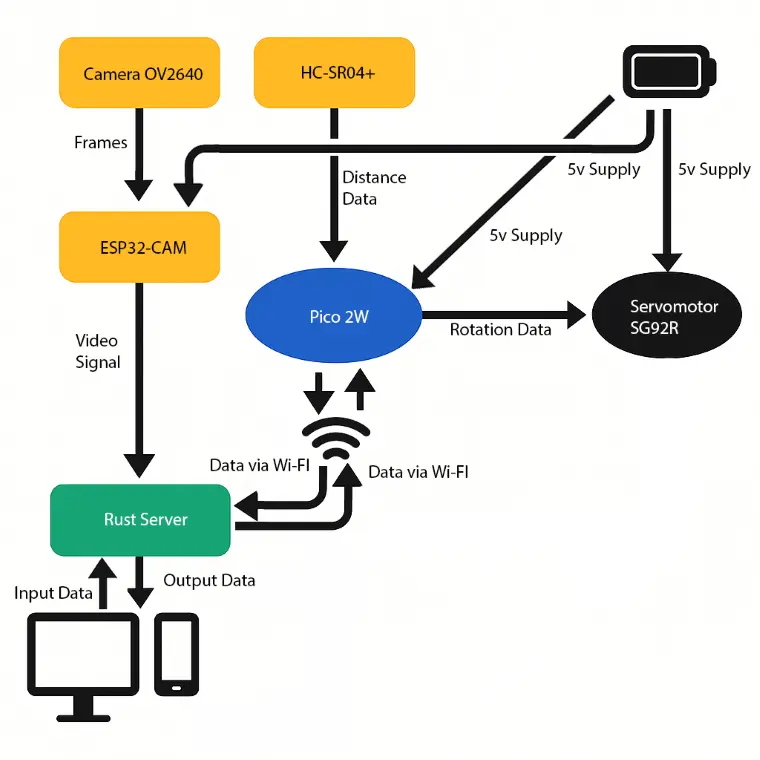 Camera OV2640
HC-SR04+
Frames
5v Supply
5v Supply
Distance
Data
5v Supply
ESP32-CAM
Pico 2W
Servomotor
SG92R
Rotation Data
Video
Signal
Data via Wi-FI
Data via Wi-FI
Rust Server
Input Data
Output Data